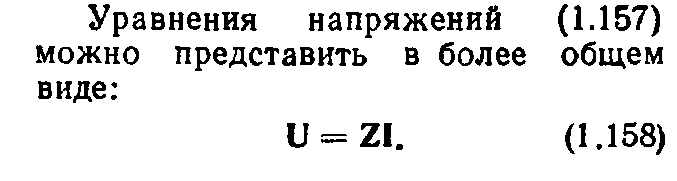 Уравнения напряжений (1.157)
можно представить в более общем
виде:
U = ZI. (1.158)